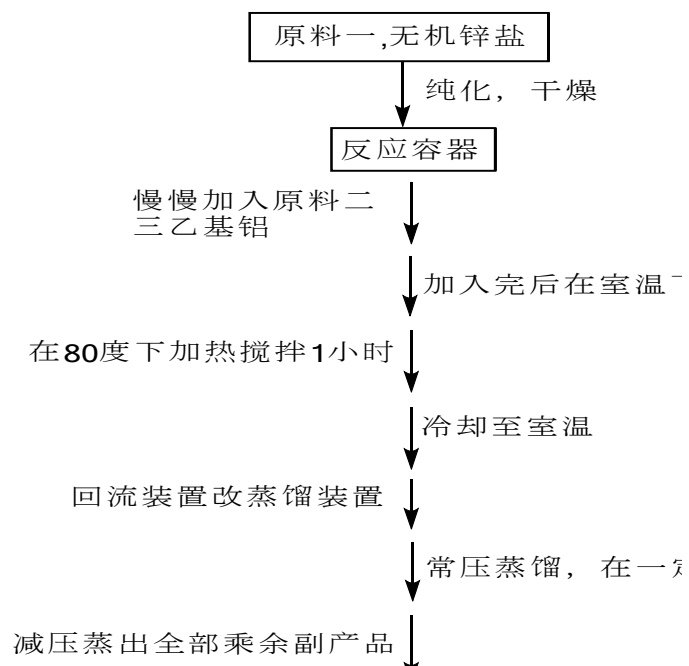 原料一,无机锌盐
纯化，干燥
反应容器
慢慢加入原料二
三乙基铝
加入完后在室温下
在80度下加热搅拌1小时
冷却至室温
回流装置改蒸馏装置
常压蒸馏，在一定
减压蒸出全部乘余副产品